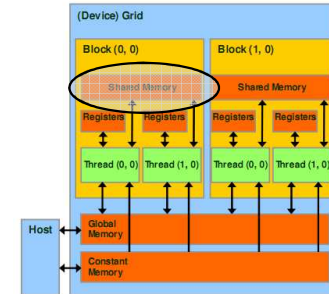 (Device) Grid
Block (0, 0)
Block (1, 0)
Shared Memory
Shared Memory
Registers
Registers
Registers
Registers
Thread (0, 0)
Thread (1, 0)
Thread (0, 0)
Thread (1, 0)
Host
Global
Memory
Constant
Memory